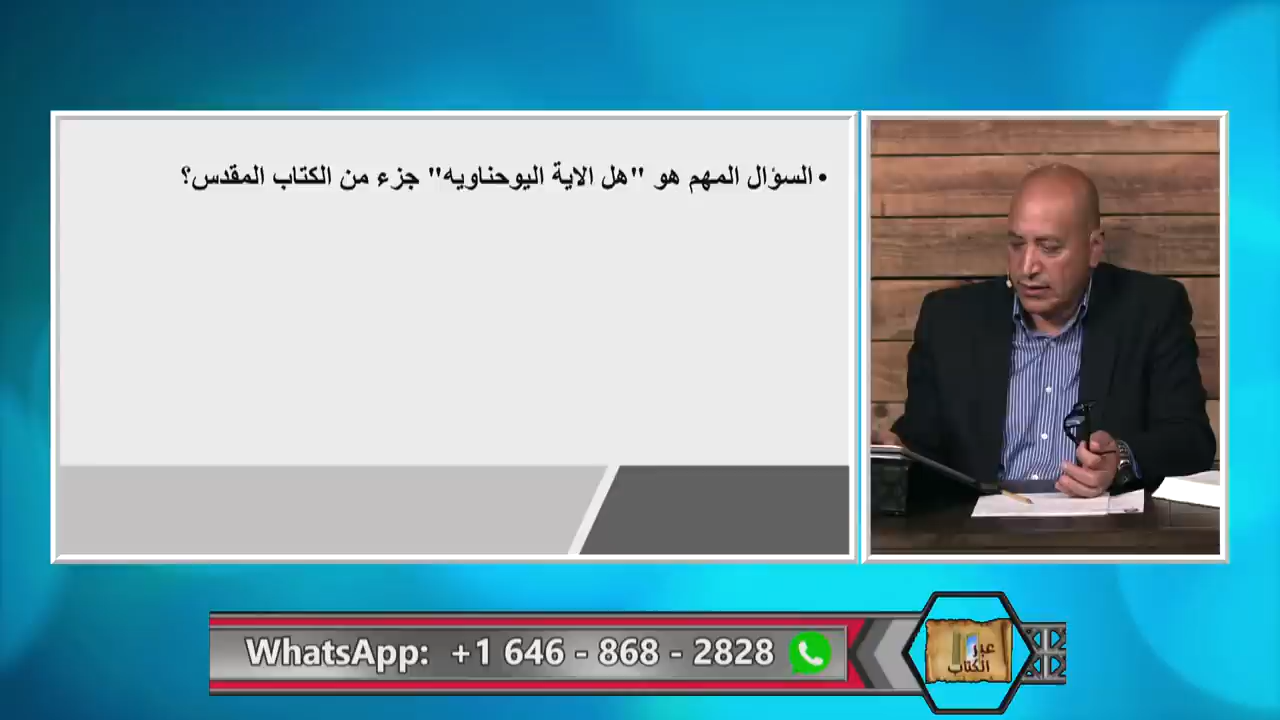 • السؤال المهم هو "هل الاية اليوحناويه" جزء من الكتاب المقدس؟
WhatsApp: +1 646 - 868 - 2828
عبر
الكتاب